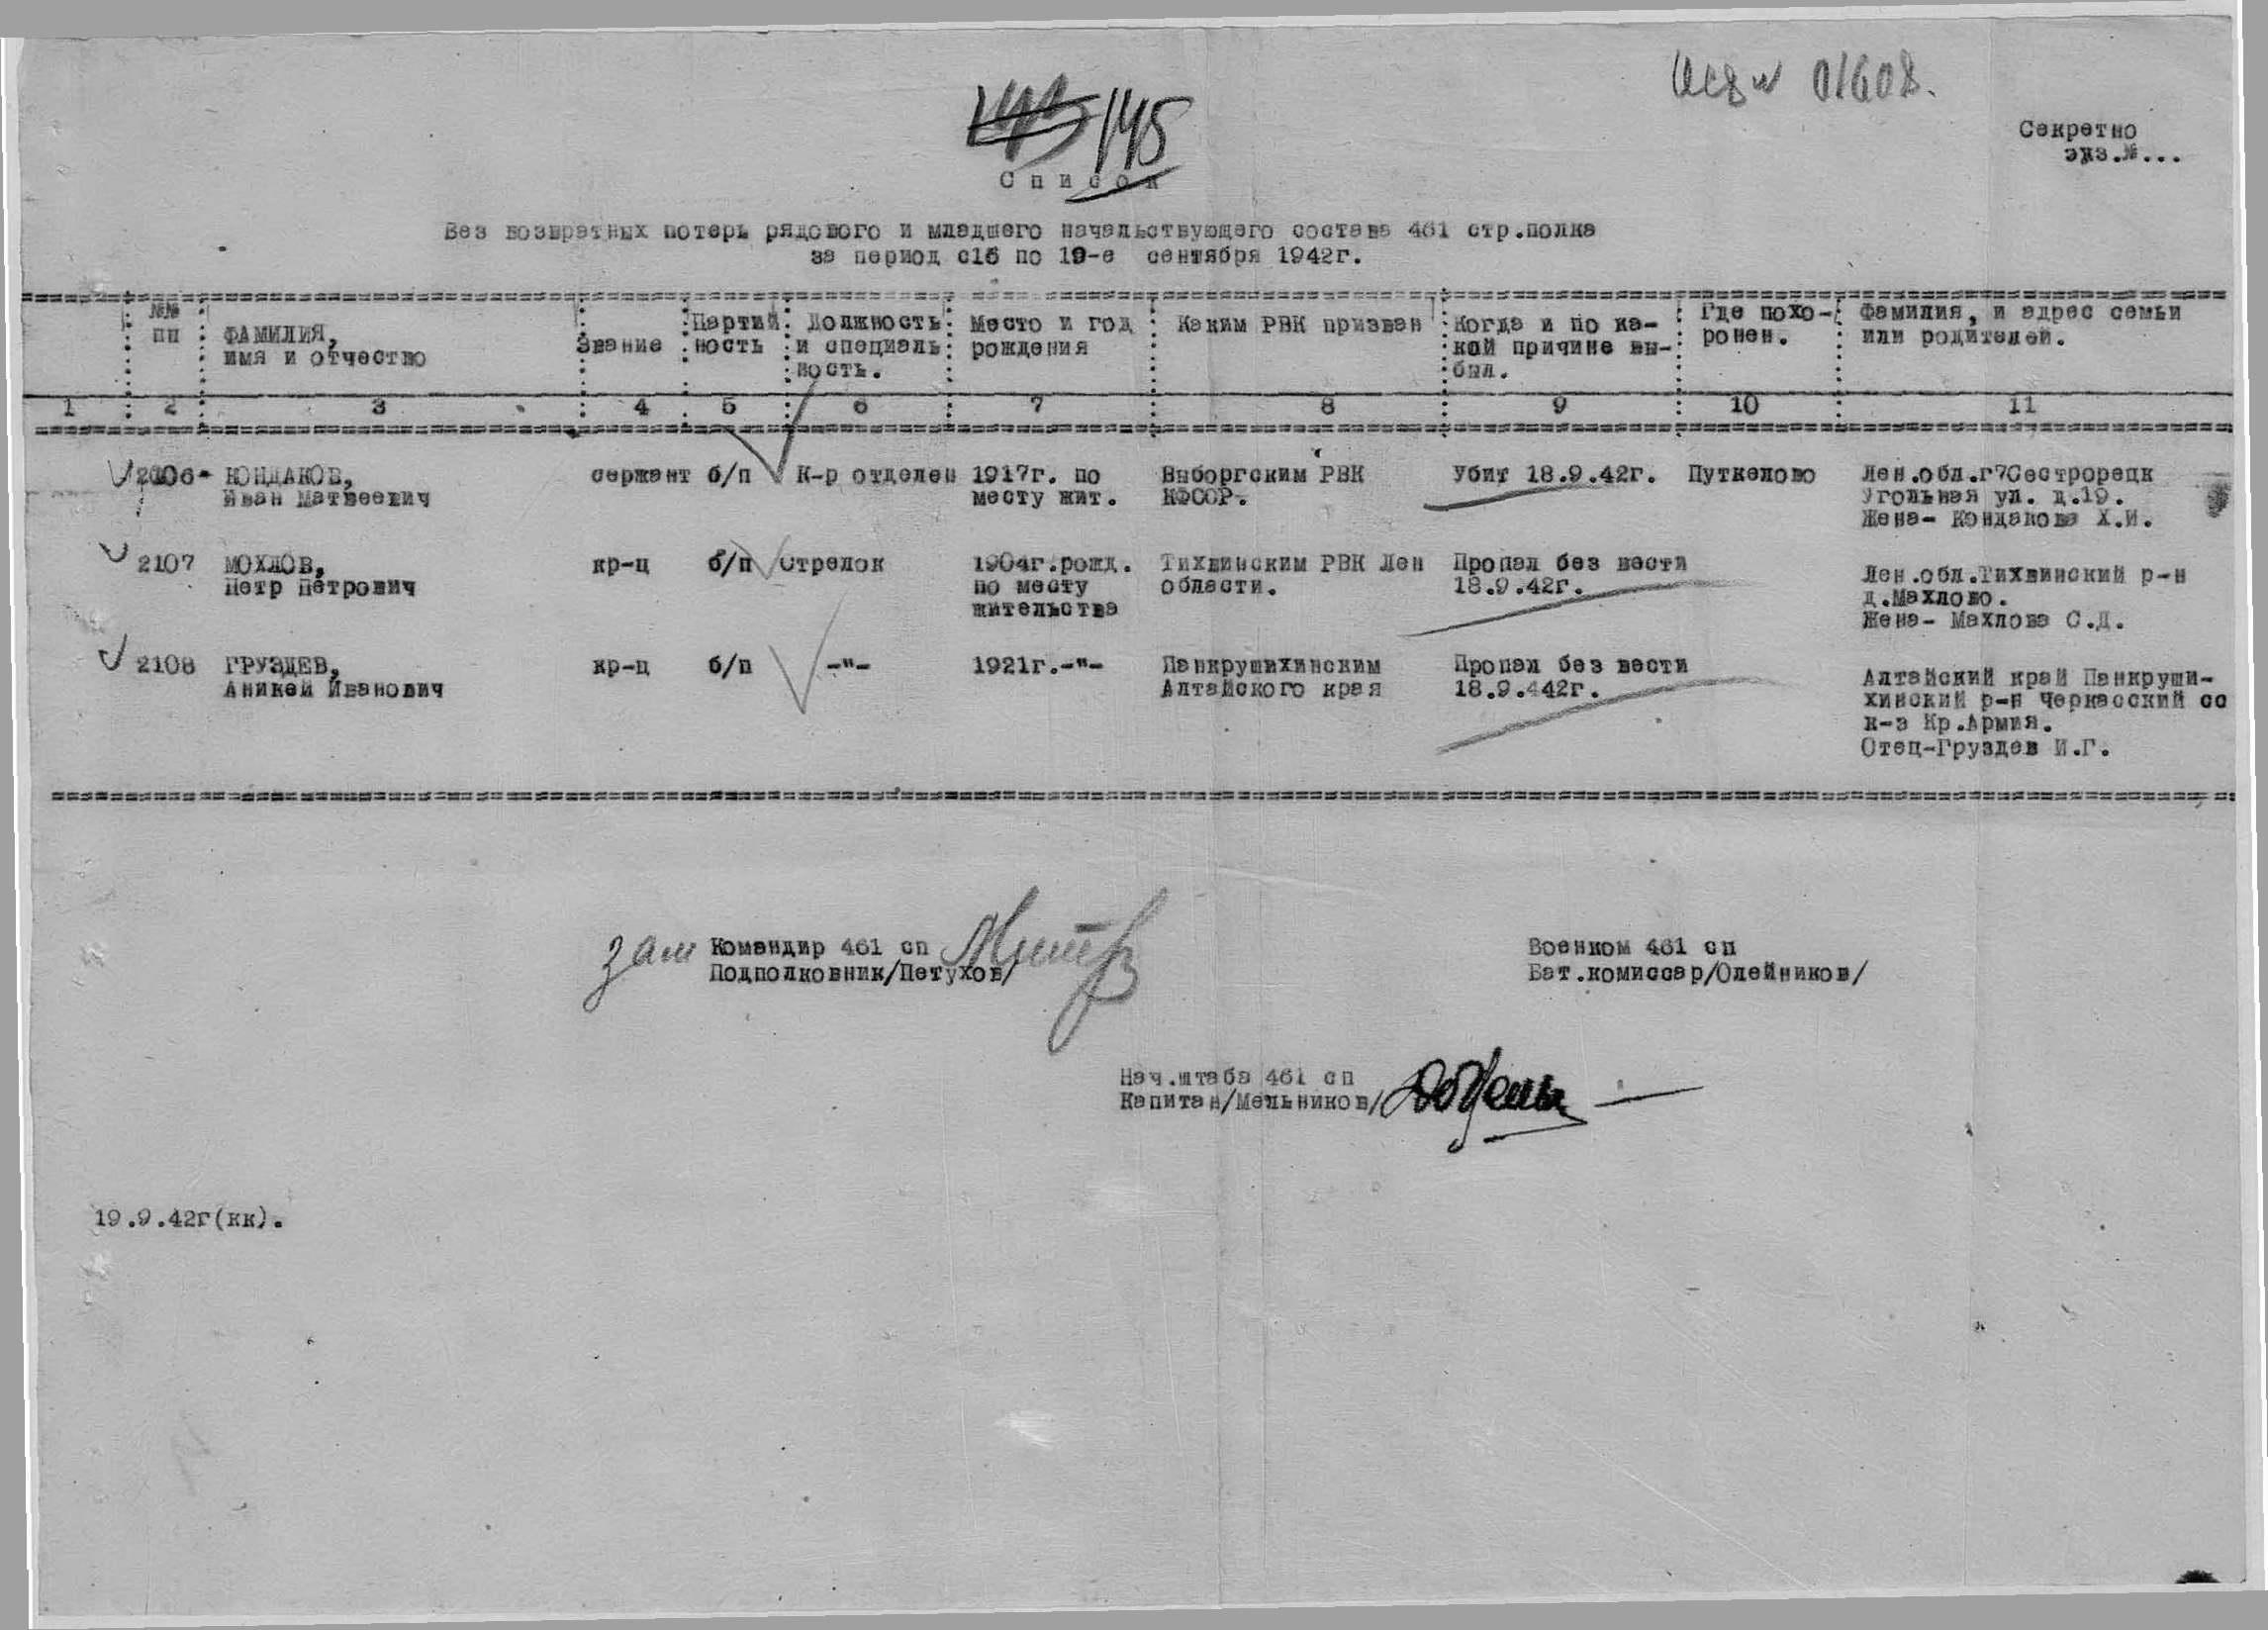 01608.
145
Секретно
экз.№...
Список
Без возвратных потерь рядового и младшего начальствующего состава 461 стр.полка
за период с15 по 19-е сентября 1942г.
№№ пп
ФАМИЛИЯ, имя и отчество
Звание
Партий ность
Должность и специаль ность.
Место и год рождения
Каким РВК призван
Когда и по ка- кой причине вы- был.
Где похо- ронен.
Фамилия, и адрес семьи или родителей.
1 2 3 4 5 6 7 8 9 10 11
2006- КОНДАКОВ, сержант б/п К-р отделен 1917г. по Выборгским РВК Убит 18.9.42г. Путкелово Лен.обл.г7Сестрорецк
Иван Матвеевич месту жит. КФССР. Угольная ул. д.19.
Жена- Кондакова Х.И.
2107 МОХЛОВ, кр-ц б/п Стрелок 1904г.рожд. Тихвинским РВК Лен Пропал без вести
Петр Петрович по месту области. 18.9.42г. Лен.обл.Тихвинский р-н
жительства д.Махлово.
Жена- Махлова С.Д.
2108 ГРУЗДЕВ, кр-ц б/п -"- 1921г.-"- Панкрушихинским Пропал без вести
Аникей Иванович Алтайского края 18.9.442г. Алтайский край Панкруши-
хинский р-н Черкасский сс
к-з Кр.Армия.
Отец-Груздев И.Г.
зам Командир 461 сп Военком 461 сп
Подполковник/Петухов/ Бат.комиссар/Олейников/
Нач.штаба 461 сп
Капитан/Мельников/
19.9.42г(кк).